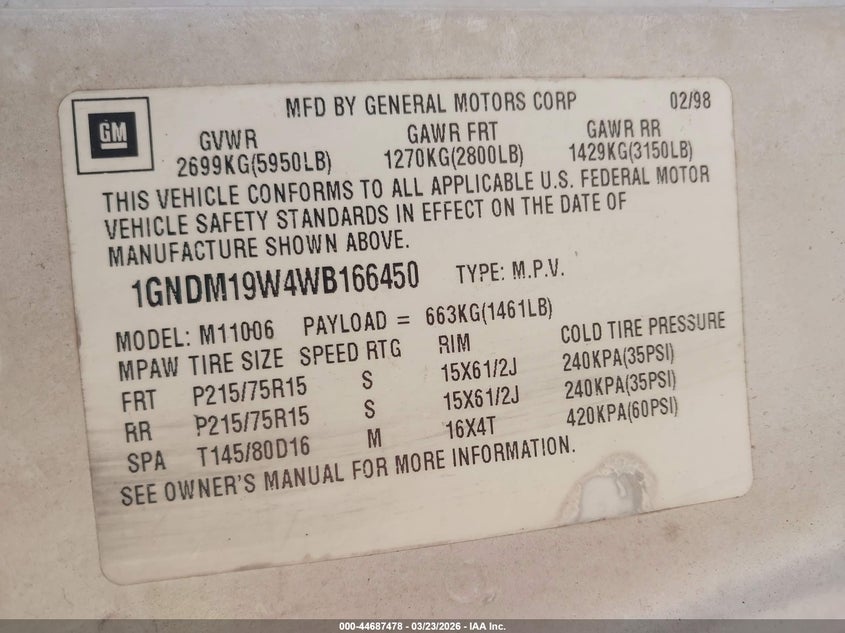 GM
MFD BY GENERAL MOTORS CORP 02/98
GVWR GAWR FRT GAWR RR
2699KG(5950LB) 1270KG(2800LB) 1429KG(3150LB)
THIS VEHICLE CONFORMS TO ALL APPLICABLE U.S. FEDERAL MOTOR
VEHICLE SAFETY STANDARDS IN EFFECT ON THE DATE OF
MANUFACTURE SHOWN ABOVE.
1GNDM19W4WB166450 TYPE: M.P.V.
MODEL: M11006 PAYLOAD = 663KG(1461LB)
MPAW TIRE SIZE SPEED RTG RIM COLD TIRE PRESSURE
FRT P215/75R15 S 15X61/2J 240KPA(35PSI)
RR P215/75R15 S 15X61/2J 240KPA(35PSI)
SPA T145/80D16 M 16X4T 420KPA(60PSI)
SEE OWNER'S MANUAL FOR MORE INFORMATION.
000-44687478 - 03/23/2026 - IAA Inc.